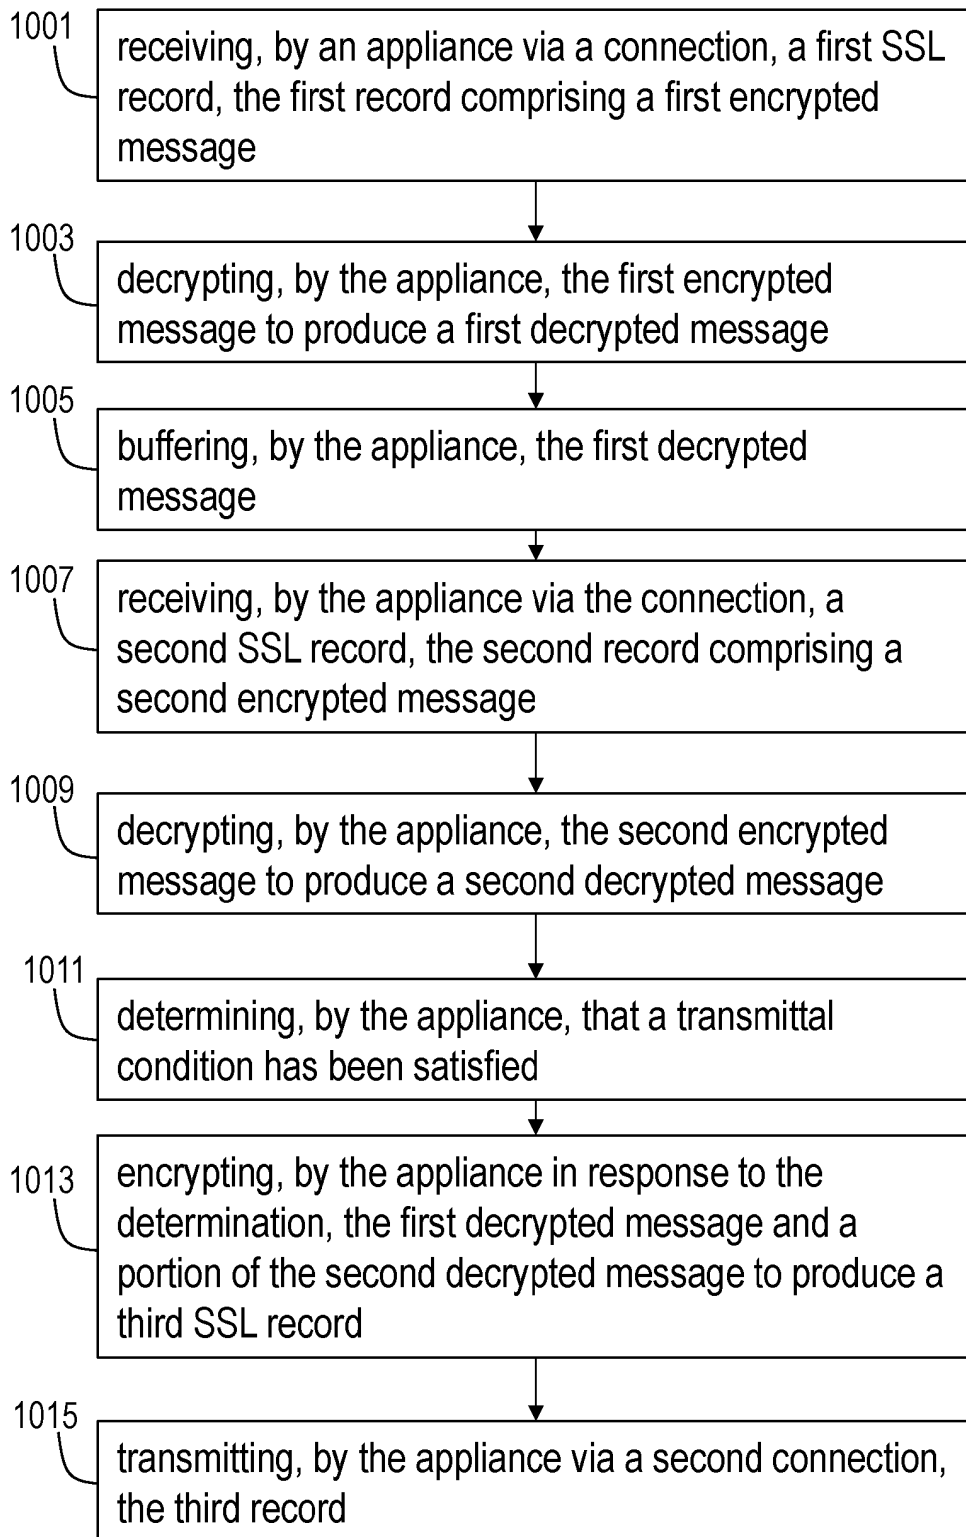 1001
receiving, by an appliance via a connection, a first SSL
record, the first record comprising a first encrypted
message
1003
decrypting, by the appliance, the first encrypted
message to produce a first decrypted message
1005
buffering, by the appliance, the first decrypted
message
1007
receiving, by the appliance via the connection, a
second SSL record, the second record comprising a
second encrypted message
1009
decrypting, by the appliance, the second encrypted
message to produce a second decrypted message
1011
determining, by the appliance, that a transmittal
condition has been satisfied
1013
encrypting, by the appliance in response to the
determination, the first decrypted message and a
portion of the second decrypted message to produce a
third SSL record
1015
transmitting, by the appliance via a second connection,
the third record